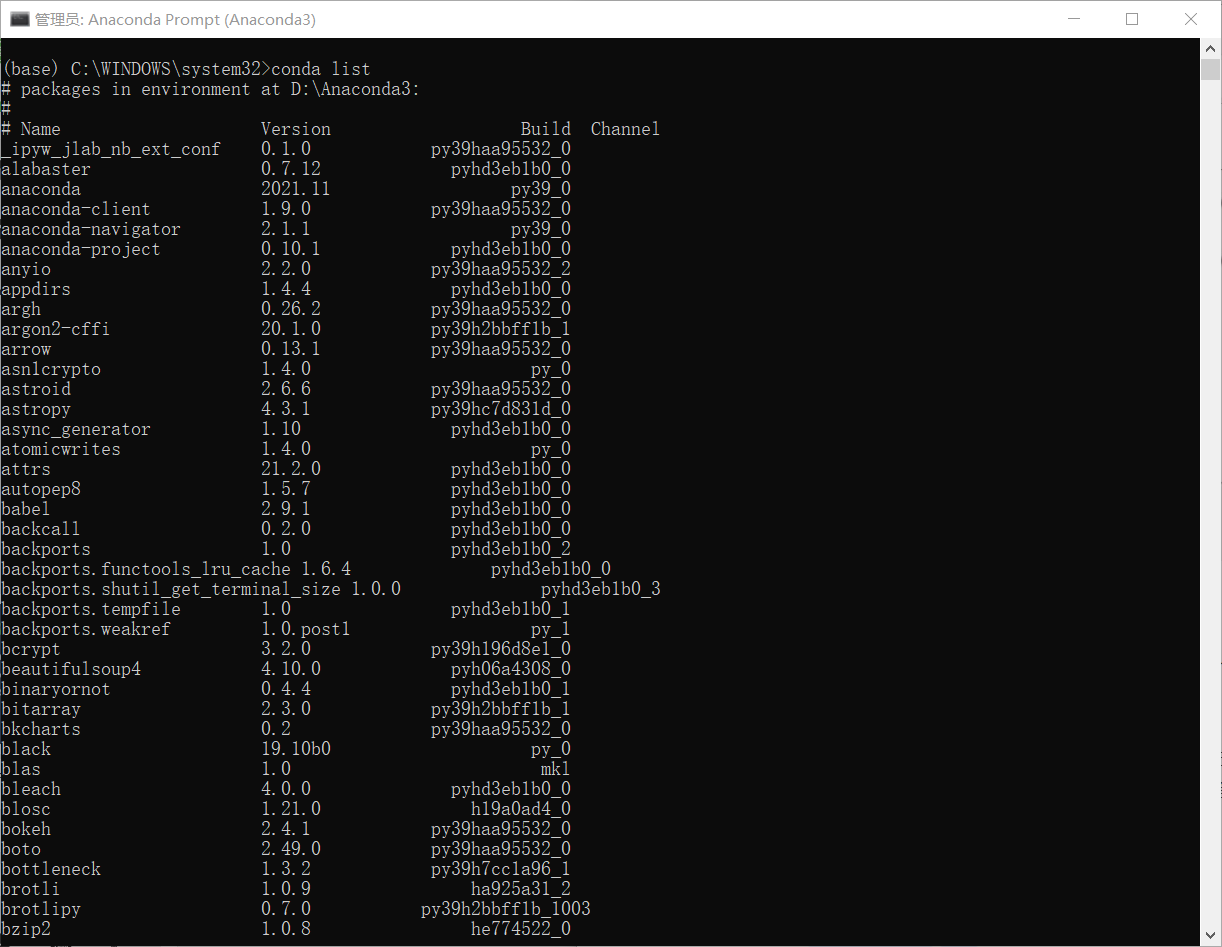 管理员: Anaconda Prompt (Anaconda3)
(base) C:\WINDOWS\system32>conda list
# packages in environment at D:\Anaconda3:
#
# Name                    Version                   Build  Channel
_ipyw_jlab_nb_ext_conf    0.1.0            py39haa95532_0
alabaster                 0.7.12             pyhd3eb1b0_0
anaconda                  2021.11                  py39_0
anaconda-client           1.9.0            py39haa95532_0
anaconda-navigator        2.1.1                    py39_0
anaconda-project          0.10.1             pyhd3eb1b0_0
anyio                     2.2.0            py39haa95532_2
appdirs                   1.4.4              pyhd3eb1b0_0
argh                      0.26.2           py39haa95532_0
argon2-cffi               20.1.0           py39h2bbff1b_1
arrow                     0.13.1           py39haa95532_0
asn1crypto                1.4.0                      py_0
astroid                   2.6.6            py39haa95532_0
astropy                   4.3.1            py39hc7d831d_0
async_generator           1.10               pyhd3eb1b0_0
atomicwrites              1.4.0                      py_0
attrs                     21.2.0             pyhd3eb1b0_0
autopep8                  1.5.7              pyhd3eb1b0_0
babel                     2.9.1              pyhd3eb1b0_0
backcall                  0.2.0              pyhd3eb1b0_0
backports                 1.0                pyhd3eb1b0_2
backports.functools_lru_cache 1.6.4              pyhd3eb1b0_0
backports.shutil_get_terminal_size 1.0.0              pyhd3eb1b0_3
backports.tempfile        1.0                pyhd3eb1b0_1
backports.weakref         1.0.post1                  py_1
bcrypt                    3.2.0            py39h196d8e1_0
beautifulsoup4            4.10.0             pyh06a4308_0
binaryornot               0.4.4              pyhd3eb1b0_1
bitarray                  2.3.0            py39h2bbff1b_1
bkcharts                  0.2              py39haa95532_0
black                     19.10b0                    py_0
blas                      1.0                         mkl
bleach                    4.0.0              pyhd3eb1b0_0
blosc                     1.21.0               h19a0ad4_0
bokeh                     2.4.1            py39haa95532_0
boto                      2.49.0           py39haa95532_0
bottleneck                1.3.2            py39h7cc1a96_1
brotli                    1.0.9                ha925a31_2
brotlipy                  0.7.0           py39h2bbff1b_1003
bzip2                     1.0.8                he774522_0